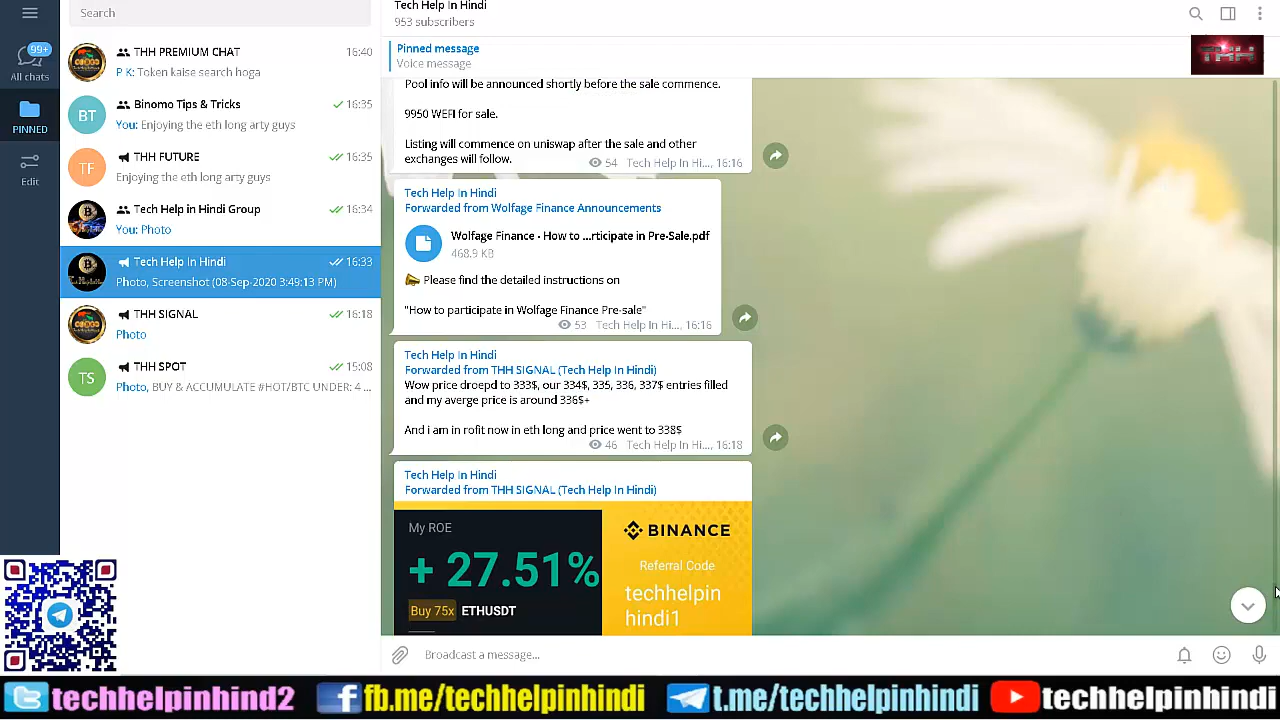 Search
All chats
99+
PINNED
Edit
THH PREMIUM CHAT 16:40
P K: Token kaise search hoga
BT
Binomo Tips & Tricks 16:35
You: Enjoying the eth long arty guys
TF
THH FUTURE 16:35
Enjoying the eth long arty guys
Tech Help in Hindi Group 16:34
You: Photo
Tech Help In Hindi 16:33
Photo, Screenshot (08-Sep-2020 3:49:13 PM)
THH SIGNAL 16:18
Photo
TS
THH SPOT 15:08
Photo, BUY & ACCUMULATE #HOT/BTC UNDER: 4 ...
Tech Help In Hindi
953 subscribers
Pinned message
Voice message
THH
Pool info will be announced shortly before the sale commence.
9950 WEFI for sale.
Listing will commence on uniswap after the sale and other
exchanges will follow.
54 Tech Help In Hi..., 16:16
Tech Help In Hindi
Forwarded from Wolfage Finance Announcements
Wolfage Finance - How to ...rticipate in Pre-Sale.pdf
468.9 KB
Please find the detailed instructions on
"How to participate in Wolfage Finance Pre-sale"
53 Tech Help In Hi..., 16:16
Tech Help In Hindi
Forwarded from THH SIGNAL (Tech Help In Hindi)
Wow price droepd to 333$, our 334$, 335, 336, 337$ entries filled
and my averge price is around 336$+
And i am in rofit now in eth long and price went to 338$
46 Tech Help In Hi..., 16:18
Tech Help In Hindi
Forwarded from THH SIGNAL (Tech Help In Hindi)
My ROE
+ 27.51%
Buy 75x ETHUSDT
BINANCE
Referral Code
techhelpin
hindi1
Broadcast a message...
techhelpinhind2 fb.me/techhelpinhindi t.me/techhelpinhindi techhelpinhindi